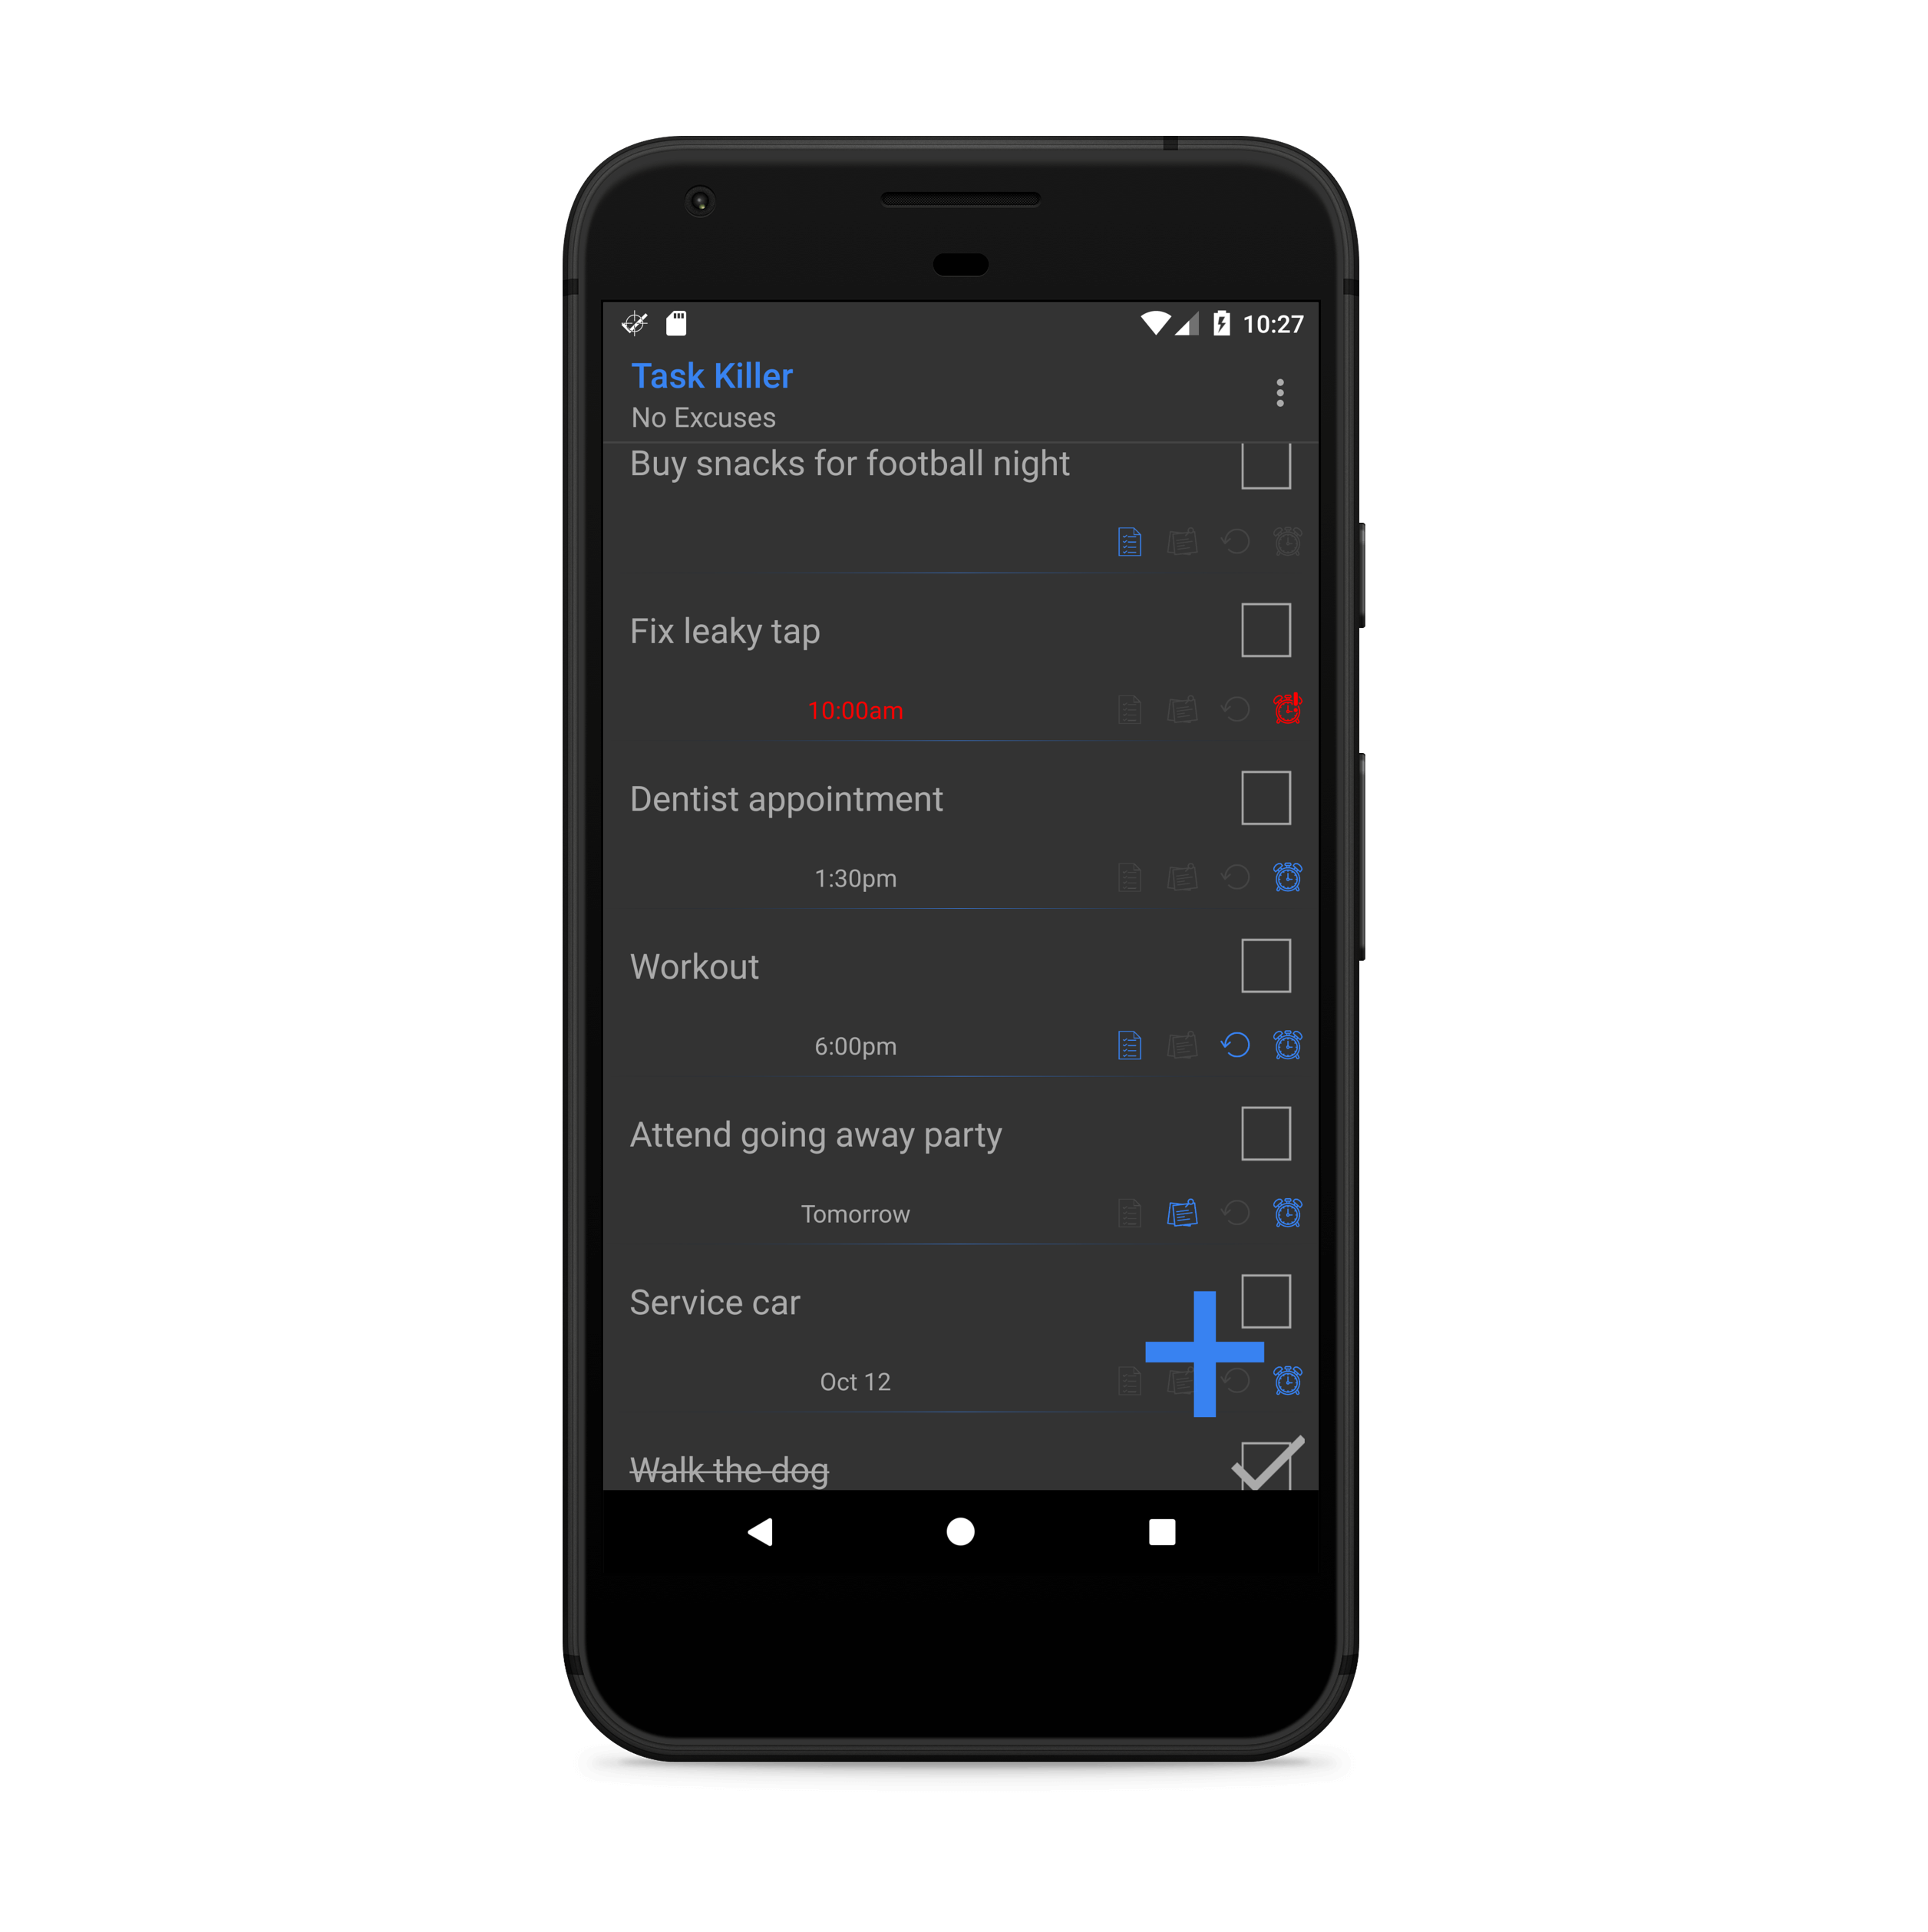 10:27
Task Killer
No Excuses
Buy snacks for football night
Fix leaky tap
10:00am
Dentist appointment
1:30pm
Workout
6:00pm
Attend going away party
Tomorrow
Service car
Oct 12
Walk the dog